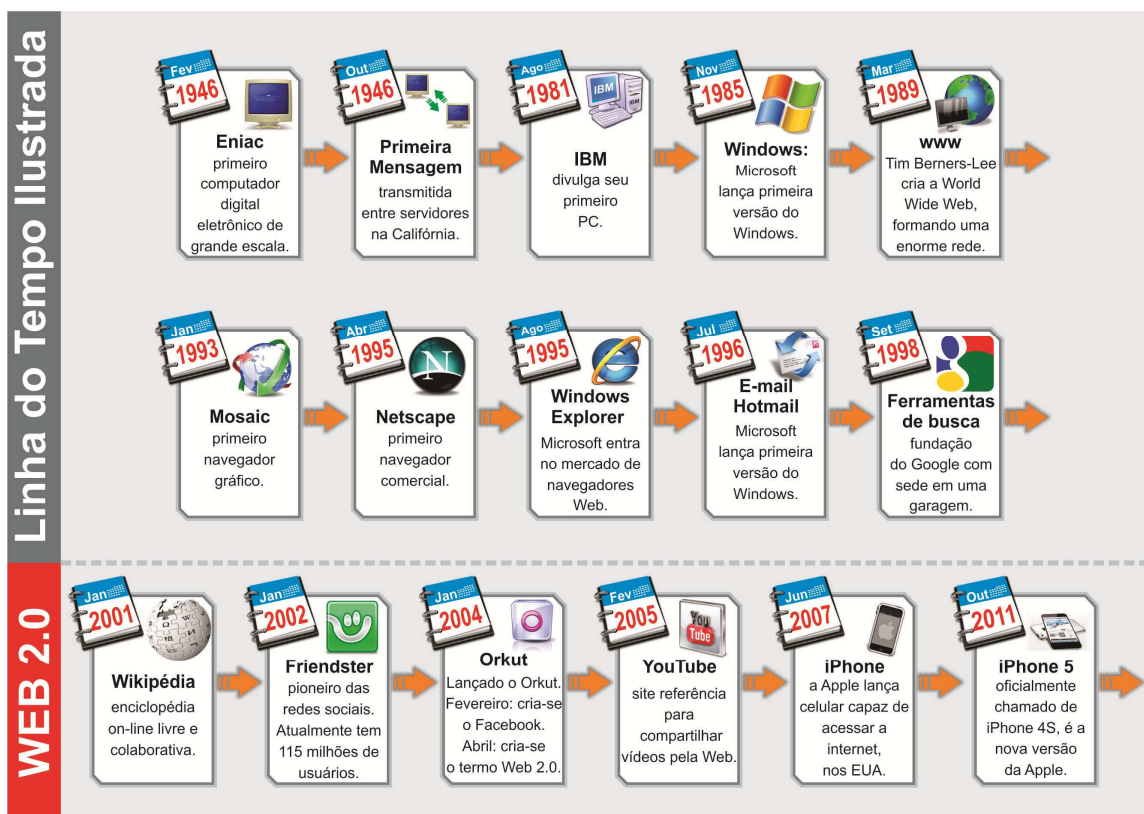 Linha do Tempo Ilustrada
Fev
1946
Eniac
primeiro
computador
digital
eletrônico de
grande escala.
Out
1946
Primeira
Mensagem
transmitida
entre servidores
na Califórnia.
Ago
1981
IBM
IBM
IBM
divulga seu
primeiro
PC.
Nov
1985
Windows:
Microsoft
lança primeira
versão do
Windows.
Mar
1989
www
Tim Berners-Lee
cria a World
Wide Web,
formando uma
enorme rede.
Jan
1993
Mosaic
primeiro
navegador
gráfico.
Abr
1995
N
Netscape
primeiro
navegador
comercial.
Ago
1995
Windows
Explorer
Microsoft entra
no mercado de
navegadores
Web.
Jul
1996
E-mail
Hotmail
Microsoft
lança primeira
versão do
Windows.
Set
1998
Ferramentas
de busca
fundação
do Google com
sede em uma
garagem.
WEB 2.0
Jan
2001
Wikipédia
enciclopédia
on-line livre e
colaborativa.
Jan
2002
Friendster
pioneiro das
redes sociais.
Atualmente tem
115 milhões de
usuários.
Jan
2004
Orkut
Lançado o Orkut.
Fevereiro: cria-se
o Facebook.
Abril: cria-se
o termo Web 2.0.
Fev
2005
You
Tube
YouTube
site referência
para
compartilhar
vídeos pela Web.
Jun
2007
iPhone
a Apple lança
celular capaz de
acessar a
internet,
nos EUA.
Out
2011
iPhone 5
oficialmente
chamado de
iPhone 4S, é a
nova versão
da Apple.